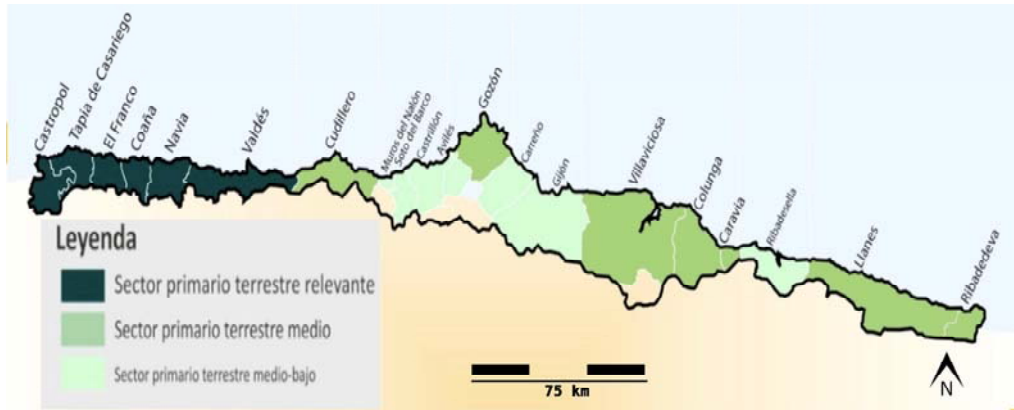 Castropol
Tapia de Casariego
El Franco
Coaña
Navia
Valdés
Cudillero
Muros del Nalón
Soto del Barco
Castrillón
Avilés
Gozón
Carreño
Gijón
Villaviciosa
Colunga
Caravia
Ribadesella
Llanes
Ribadedeva
Leyenda
Sector primario terrestre relevante
Sector primario terrestre medio
Sector primario terrestre medio-bajo
75 km
N